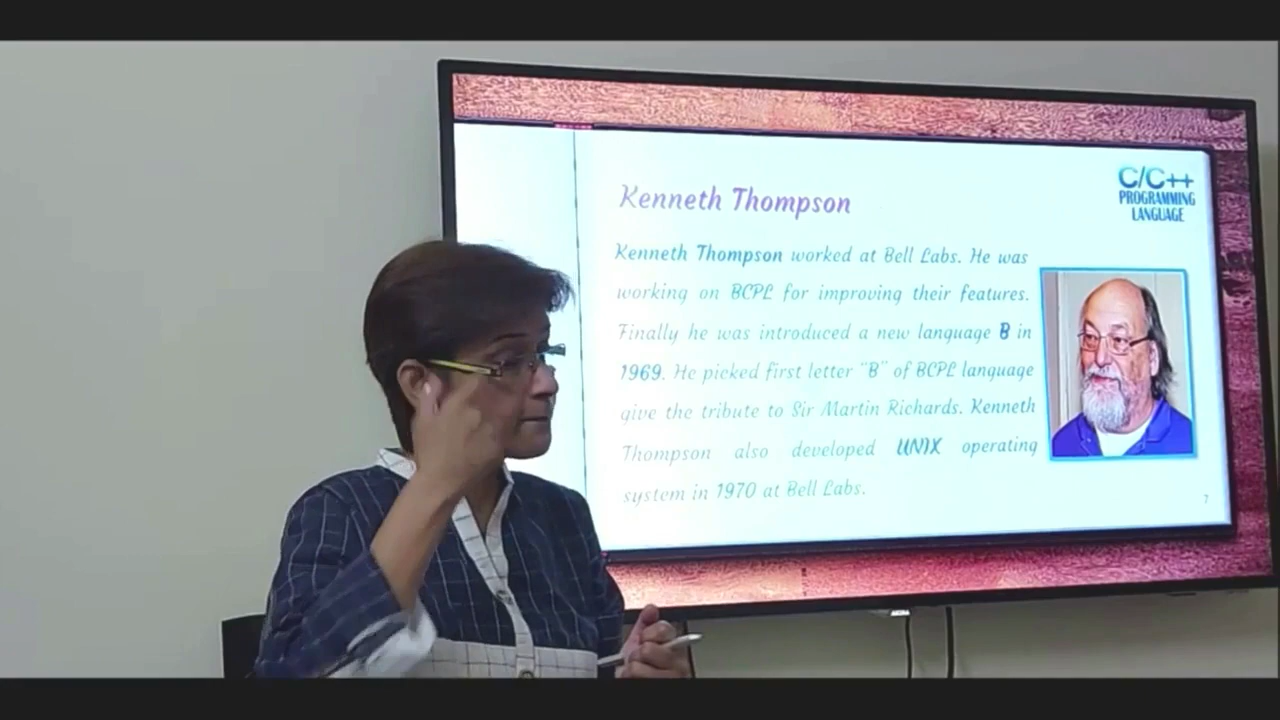 Kenneth Thompson
C/C++
PROGRAMMING
LANGUAGE
Kenneth Thompson worked at Bell Labs. He was
working on BCPL for improving their features.
Finally he was introduced a new language B in
1969. He picked first letter "B" of BCPL language
give the tribute to Sir Martin Richards. Kenneth
Thompson also developed UNIX operating
system in 1970 at Bell Labs.
7